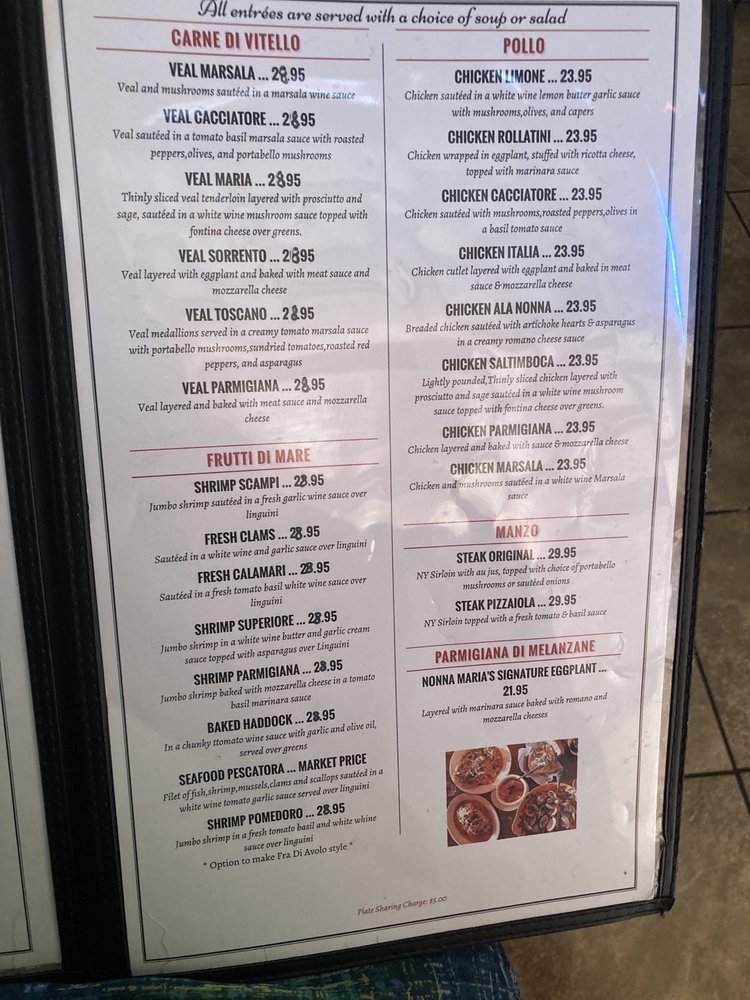 All entrées are served with a choice of soup or salad
CARNE DI VITELLO
VEAL MARSALA ... 28.95
Veal and mushrooms sautéed in a marsala wine sauce
VEAL CACCIATORE ... 28.95
Veal sautéed in a tomato basil marsala sauce with roasted
peppers,olives, and portabello mushrooms
VEAL MARIA ... 28.95
Thinly sliced veal tenderloin layered with prosciutto and
sage, sautéed in a white wine mushroom sauce topped with
fontina cheese over greens.
VEAL SORRENTO ... 28.95
Veal layered with eggplant and baked with meat sauce and
mozzarella cheese
VEAL TOSCANO ... 28.95
Veal medallions served in a creamy tomato marsala sauce
with portabello mushrooms,sundried tomatoes,roasted red
peppers, and asparagus
VEAL PARMIGIANA ... 28.95
Veal layered and baked with meat sauce and mozzarella
cheese
FRUTTI DI MARE
SHRIMP SCAMPI ... 28.95
Jumbo shrimp sautéed in a fresh garlic wine sauce over
linguini
FRESH CLAMS ... 28.95
Sautéed in a white wine and garlic sauce over linguini
FRESH CALAMARI ... 28.95
Sautéed in a fresh tomato basil white wine sauce over
linguini
SHRIMP SUPERIORE ... 28.95
Jumbo shrimp in a white wine butter and garlic cream
sauce topped with asparagus over Linguini
SHRIMP PARMIGIANA ... 28.95
Jumbo shrimp baked with mozzarella cheese in a tomato
basil marinara sauce
BAKED HADDOCK ... 28.95
In a chunky ttomato wine sauce with garlic and olive oil,
served over greens
SEAFOOD PESCATORA ... MARKET PRICE
Filet of fish,shrimp,mussels,clams and scallops sautéed in a
white wine tomato garlic sauce served over linguini
SHRIMP POMEDORO ... 28.95
Jumbo shrimp in a fresh tomato basil and white whine
sauce over linguini
* Option to make Fra Di Avolo style *
POLLO
CHICKEN LIMONE ... 23.95
Chicken sautéed in a white wine lemon butter garlic sauce
with mushrooms,olives, and capers
CHICKEN ROLLATINI ... 23.95
Chicken wrapped in eggplant, stuffed with ricotta cheese,
topped with marinara sauce
CHICKEN CACCIATORE ... 23.95
Chicken sautéed with mushrooms,roasted peppers,olives in
a basil tomato sauce
CHICKEN ITALIA ... 23.95
Chicken cutlet layered with eggplant and baked in meat
sauce & mozzarella cheese
CHICKEN ALA NONNA ... 23.95
Breaded chicken sautéed with artichoke hearts & asparagus
in a creamy romano cheese sauce
CHICKEN SALTIMBOCA ... 23.95
Lightly pounded,Thinly sliced chicken layered with
prosciutto and sage sautéed in a white wine mushroom
sauce topped with fontina cheese over greens.
CHICKEN PARMIGIANA ... 23.95
Chicken layered and baked with sauce & mozzarella cheese
CHICKEN MARSALA ... 23.95
Chicken and mushrooms sautéed in a white wine Marsala
sauce
MANZO
STEAK ORIGINAL ... 29.95
NY Sirloin with au jus, topped with choice of portabello
mushrooms or sautéed onions
STEAK PIZZAIOLA ... 29.95
NY Sirloin topped with a fresh tomato & basil sauce
PARMIGIANA DI MELANZANE
NONNA MARIA'S SIGNATURE EGGPLANT ...
21.95
Layered with marinara sauce baked with romano and
mozzarella cheeses
Plate Sharing Charge: $5.00